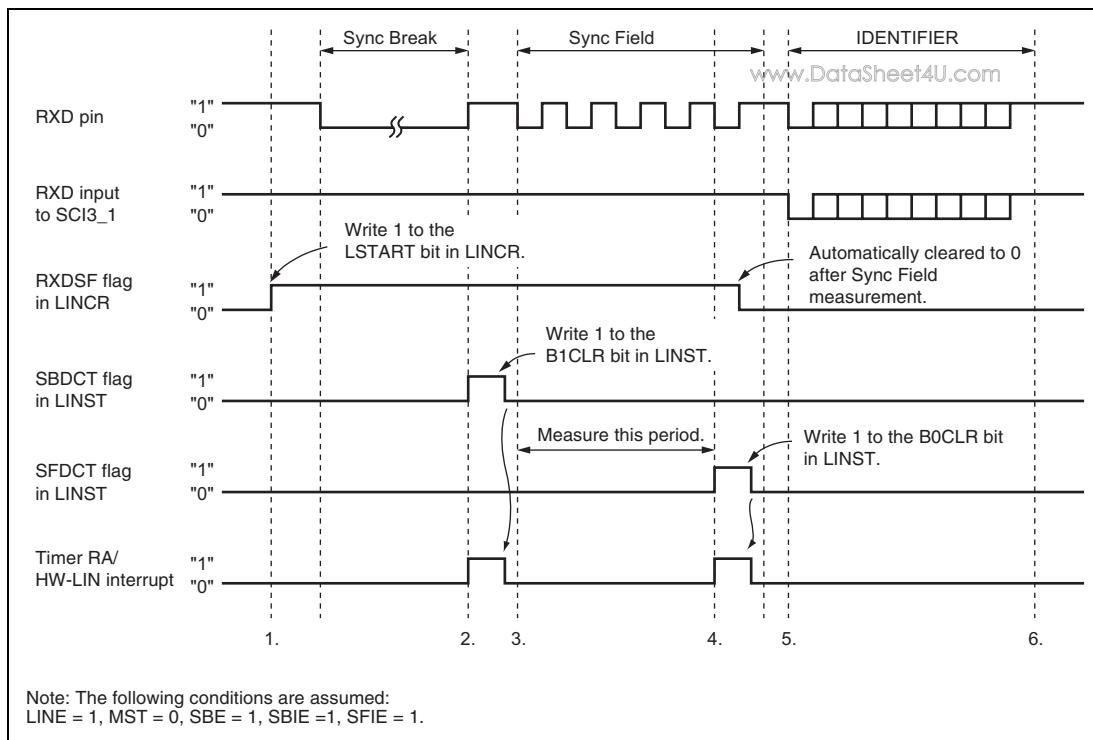 Sync Break
Sync Field
IDENTIFIER
www.DataSheet4U.com
RXD pin
"1"
"0"
RXD input
to SCI3_1
"1"
"0"
Write 1 to the
LSTART bit in LINCR.
Automatically cleared to 0
after Sync Field
measurement.
RXDSF flag
in LINCR
"1"
"0"
Write 1 to the
B1CLR bit in LINST.
SBDCT flag
in LINST
"1"
"0"
Measure this period.
Write 1 to the B0CLR bit
in LINST.
SFDCT flag
in LINST
"1"
"0"
Timer RA/
HW-LIN interrupt
"1"
"0"
1. 2. 3. 4. 5. 6.
Note: The following conditions are assumed:
LINE = 1, MST = 0, SBE = 1, SBIE =1, SFIE = 1.